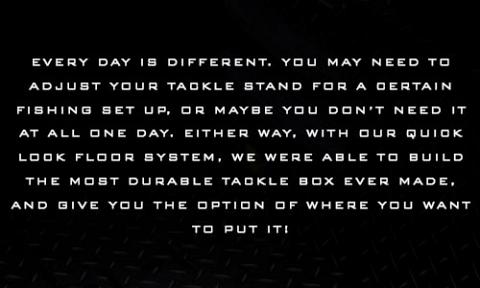 EVERY DAY IS DIFFERENT. YOU MAY NEED TO
ADJUST YOUR TACKLE STAND FOR A CERTAIN
FISHING SET UP, OR MAYBE YOU DON'T NEED IT
AT ALL ONE DAY. EITHER WAY, WITH OUR QUICK
LOCK FLOOR SYSTEM, WE WERE ABLE TO BUILD
THE MOST DURABLE TACKLE BOX EVER MADE,
AND GIVE YOU THE OPTION OF WHERE YOU WANT
TO PUT IT!